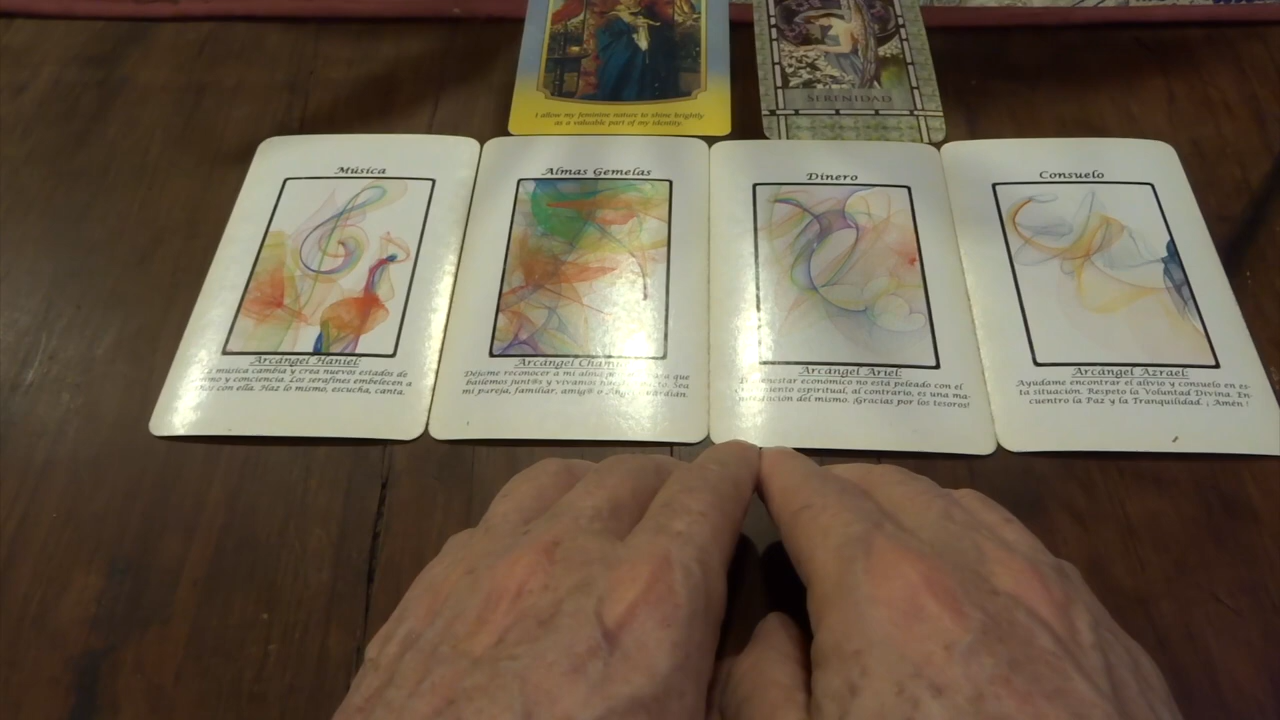 I allow my feminine nature to shine brightly
as a valuable part of my identity.
SERENIDAD
Música
Arcángel Haniel:
música cambia y crea nuevos estados de
y conciencia. Los serafines embelecen a
con ella. Haz lo mismo, escucha, canta.
Almas Gemelas
Arcángel
Déjame reconocer a mi alma que
bailemos junt@s y vivamos
mi pareja, familiar, amig@ o
Dinero
Arcángel Ariel:
económico no está peleado con el
espiritual, al contrario, es una ma-
del mismo. ¡Gracias por los tesoros!
Consuelo
Arcángel Azrael:
Ayúdame encontrar el alivio y consuelo en es-
ta situación. Respeto la Voluntad Divina. En-
cuentro la Paz y la Tranquilidad. ¡ Amén !